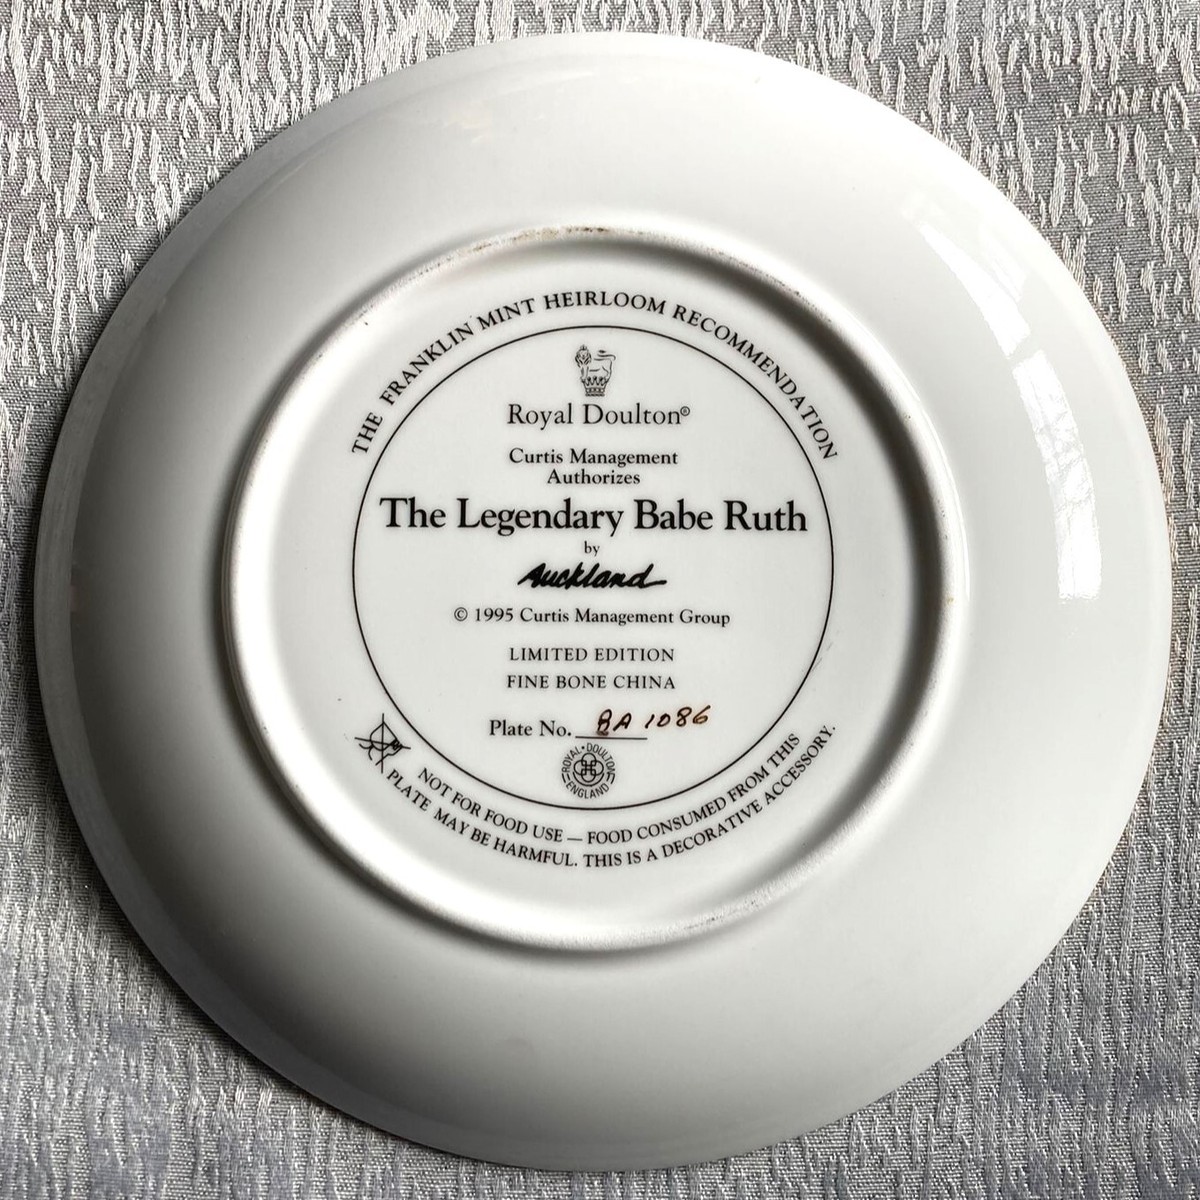 THE FRANKLIN MINT HEIRLOOM RECOMMENDATION
Royal Doulton®
Curtis Management
Authorizes
The Legendary Babe Ruth
by
Auckland
© 1995 Curtis Management Group
LIMITED EDITION
FINE BONE CHINA
Plate No. RA 1086
ROYAL • DOULTON
ENGLAND
NOT FOR FOOD USE — FOOD CONSUMED FROM THIS
PLATE MAY BE HARMFUL. THIS IS A DECORATIVE ACCESSORY.